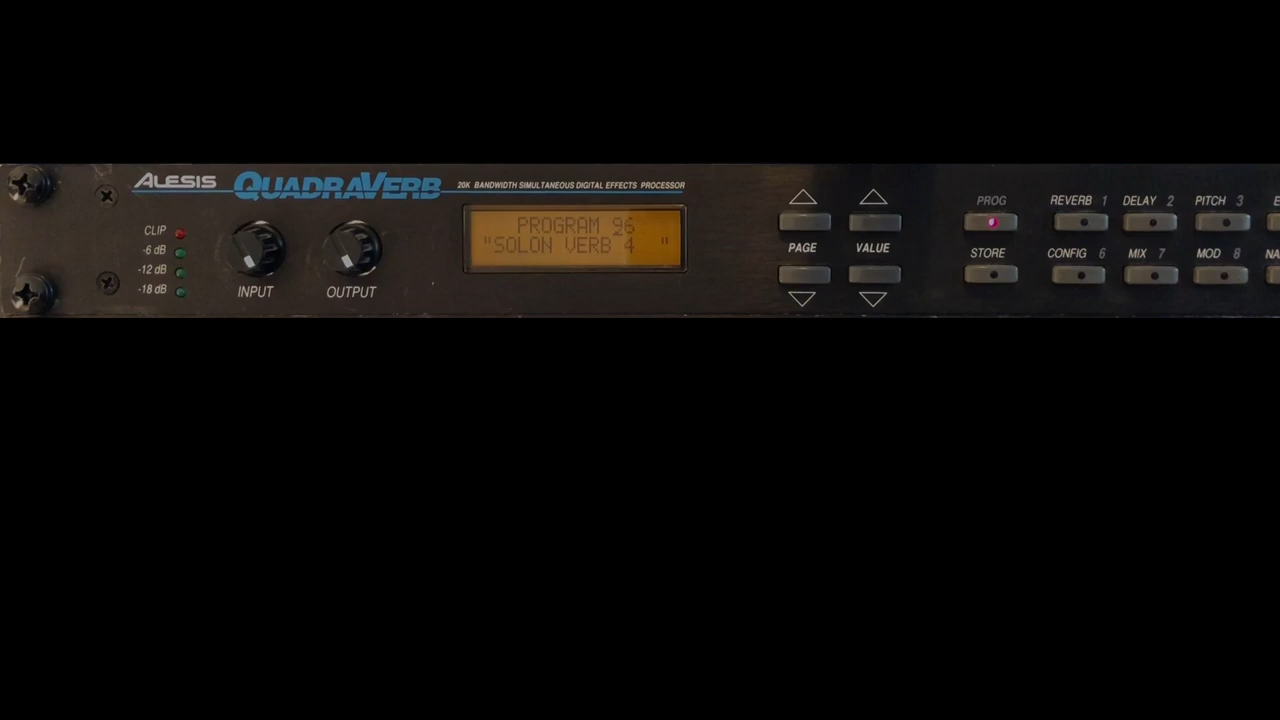 ALESIS QUADRAVERB 20K BANDWIDTH SIMULTANEOUS DIGITAL EFFECTS PROCESSOR
CLIP
-6 dB
-12 dB
-18 dB
INPUT
OUTPUT
PROGRAM 96
"SOLON VERB 4 "
PAGE
VALUE
PROG
REVERB 1
DELAY 2
PITCH 3
STORE
CONFIG 6
MIX 7
MOD 8